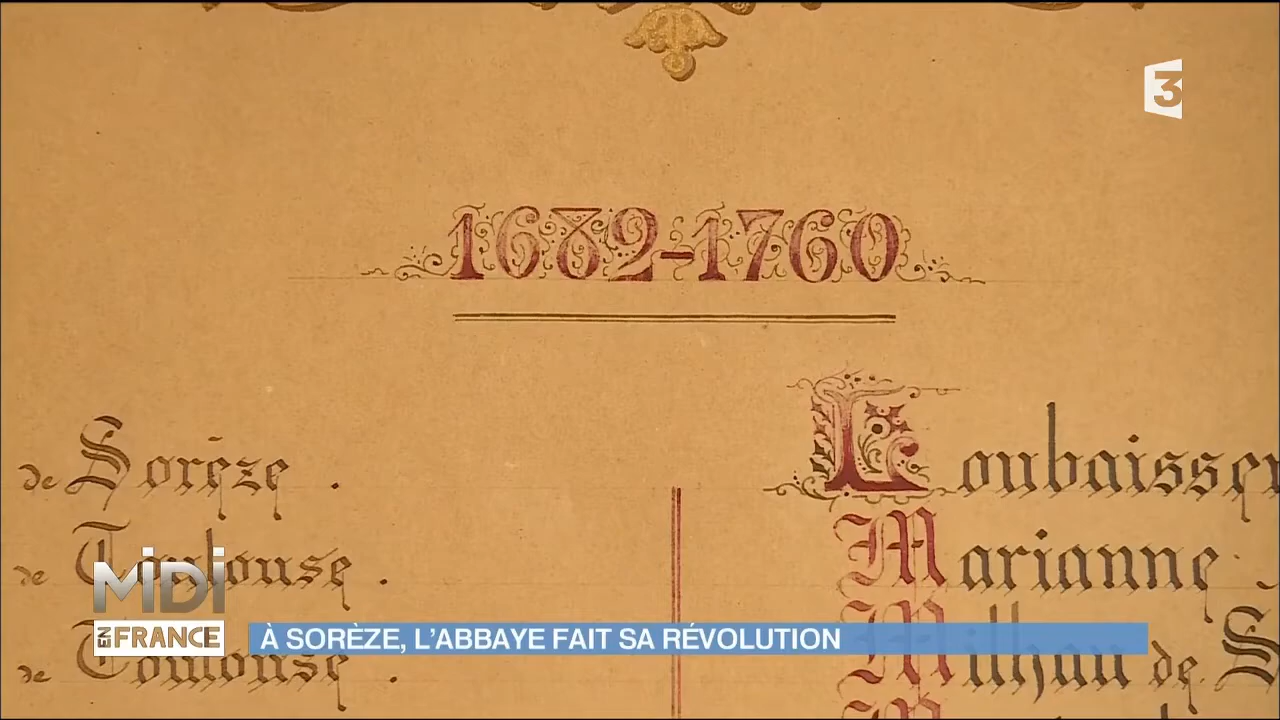 3
1682-1760
de Sorèze.
de Toulouse.
de Toulouse.
Loubaissen
Marianne.
Milhau de S
MiDi
EN FRANCE
À SORÈZE, L'ABBAYE FAIT SA RÉVOLUTION